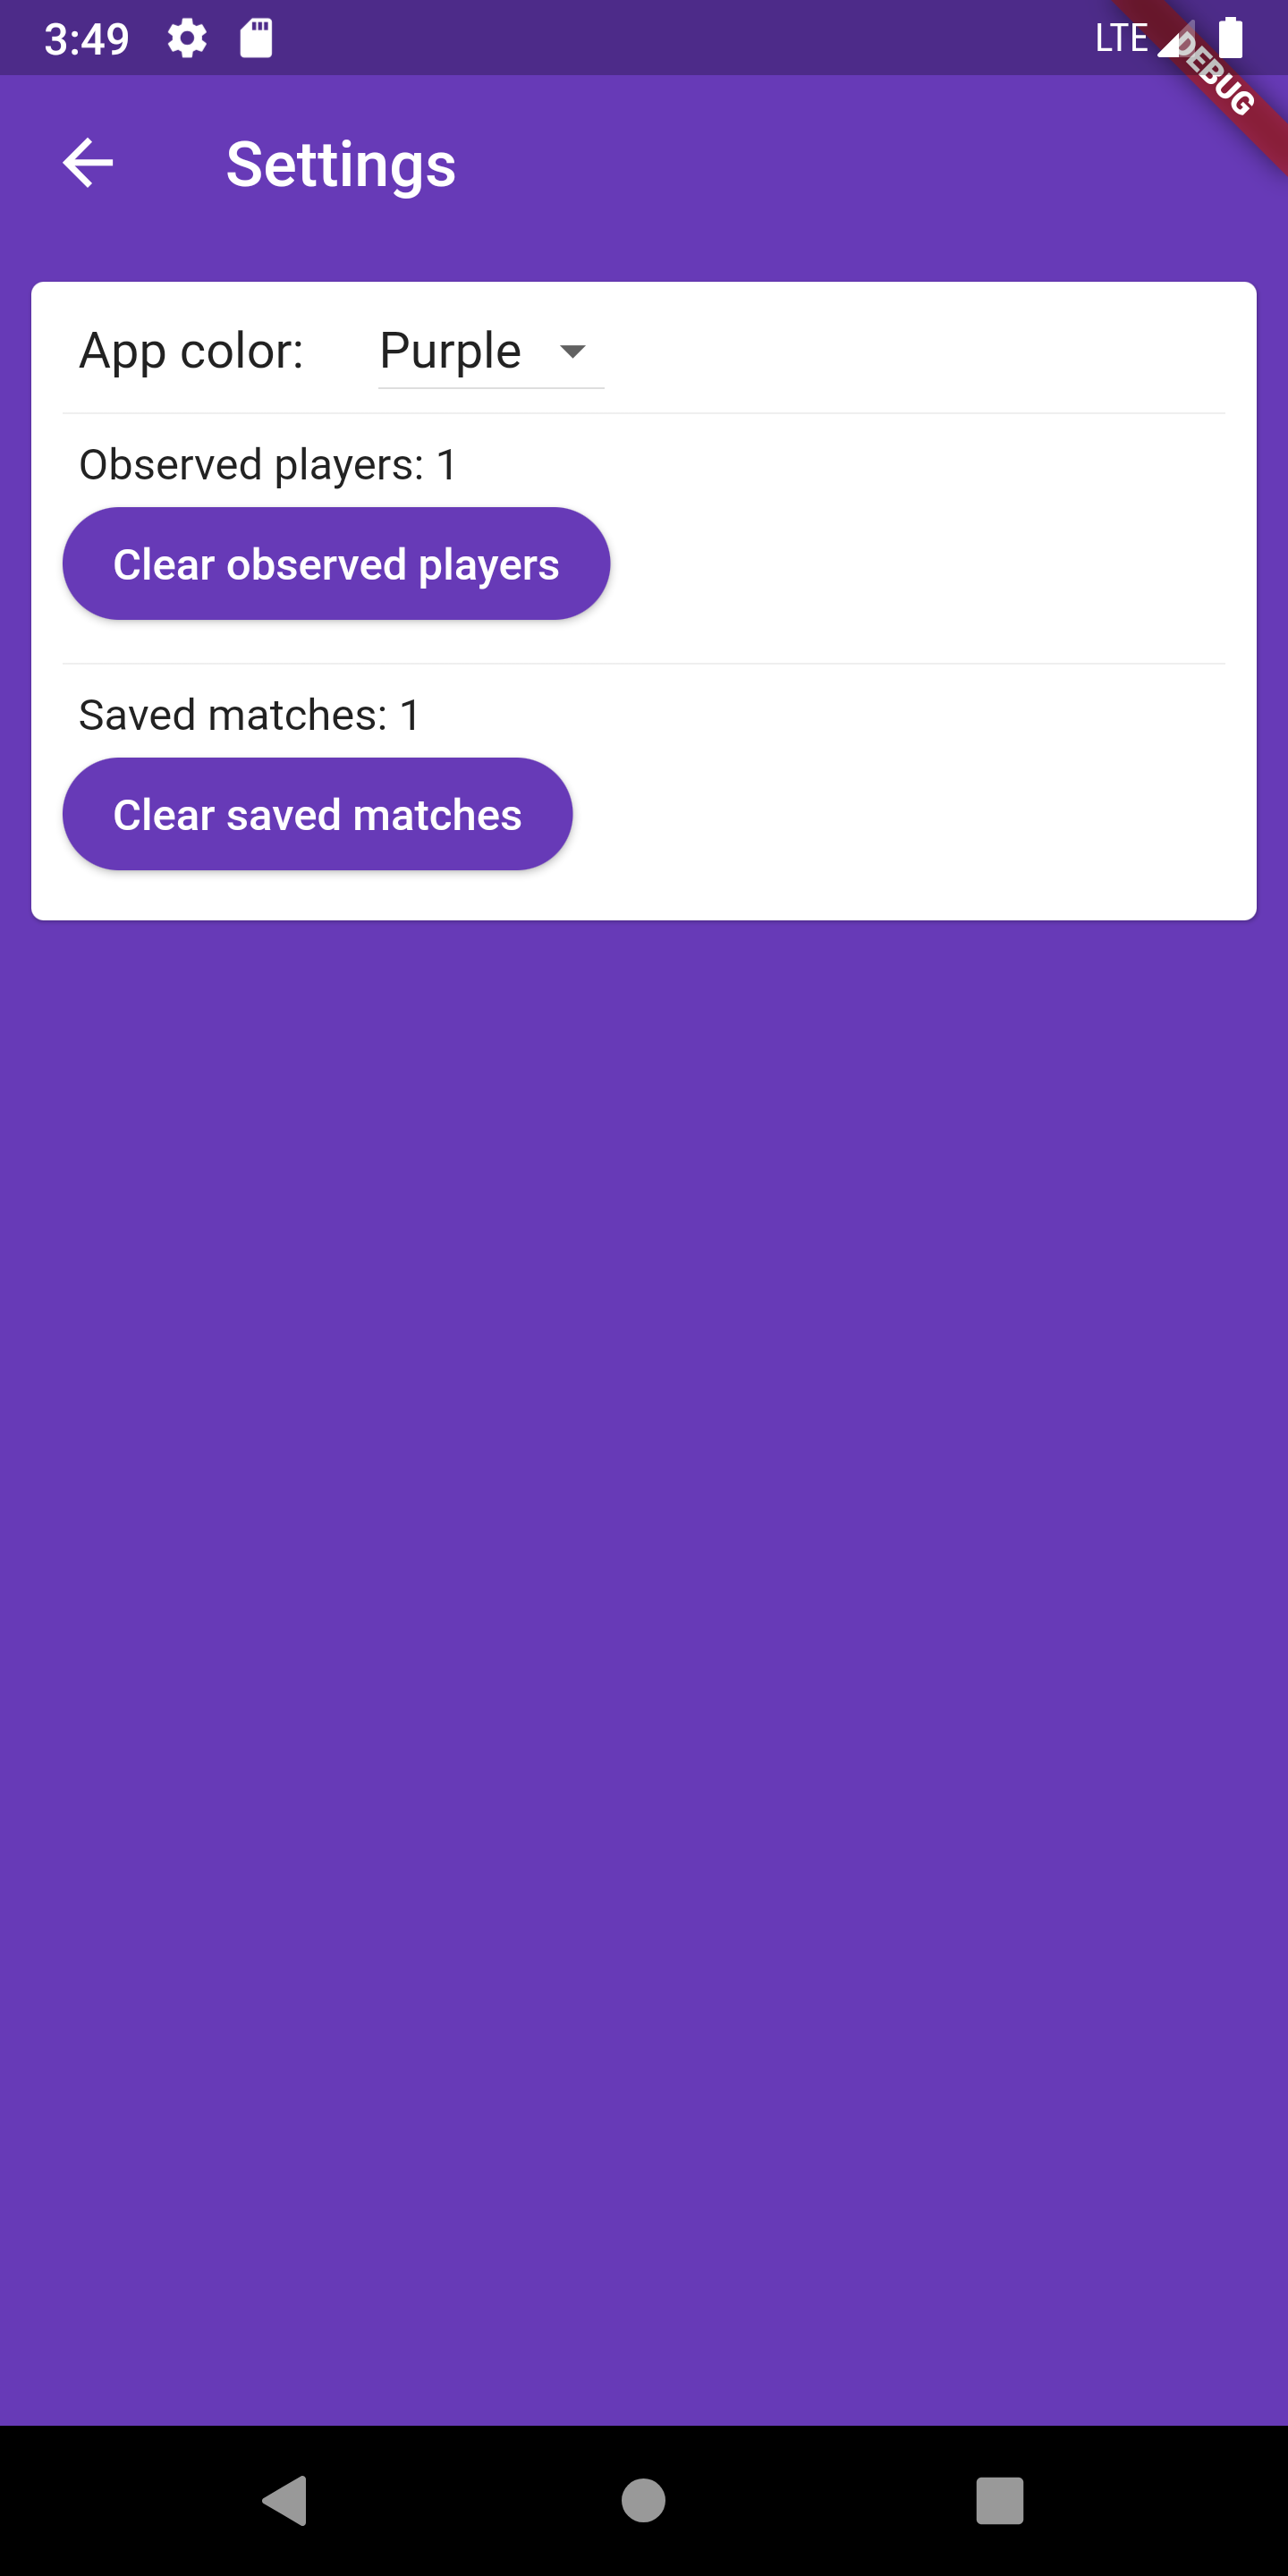 3:49 LTE
DEBUG
Settings
App color: Purple
Observed players: 1
Clear observed players
Saved matches: 1
Clear saved matches